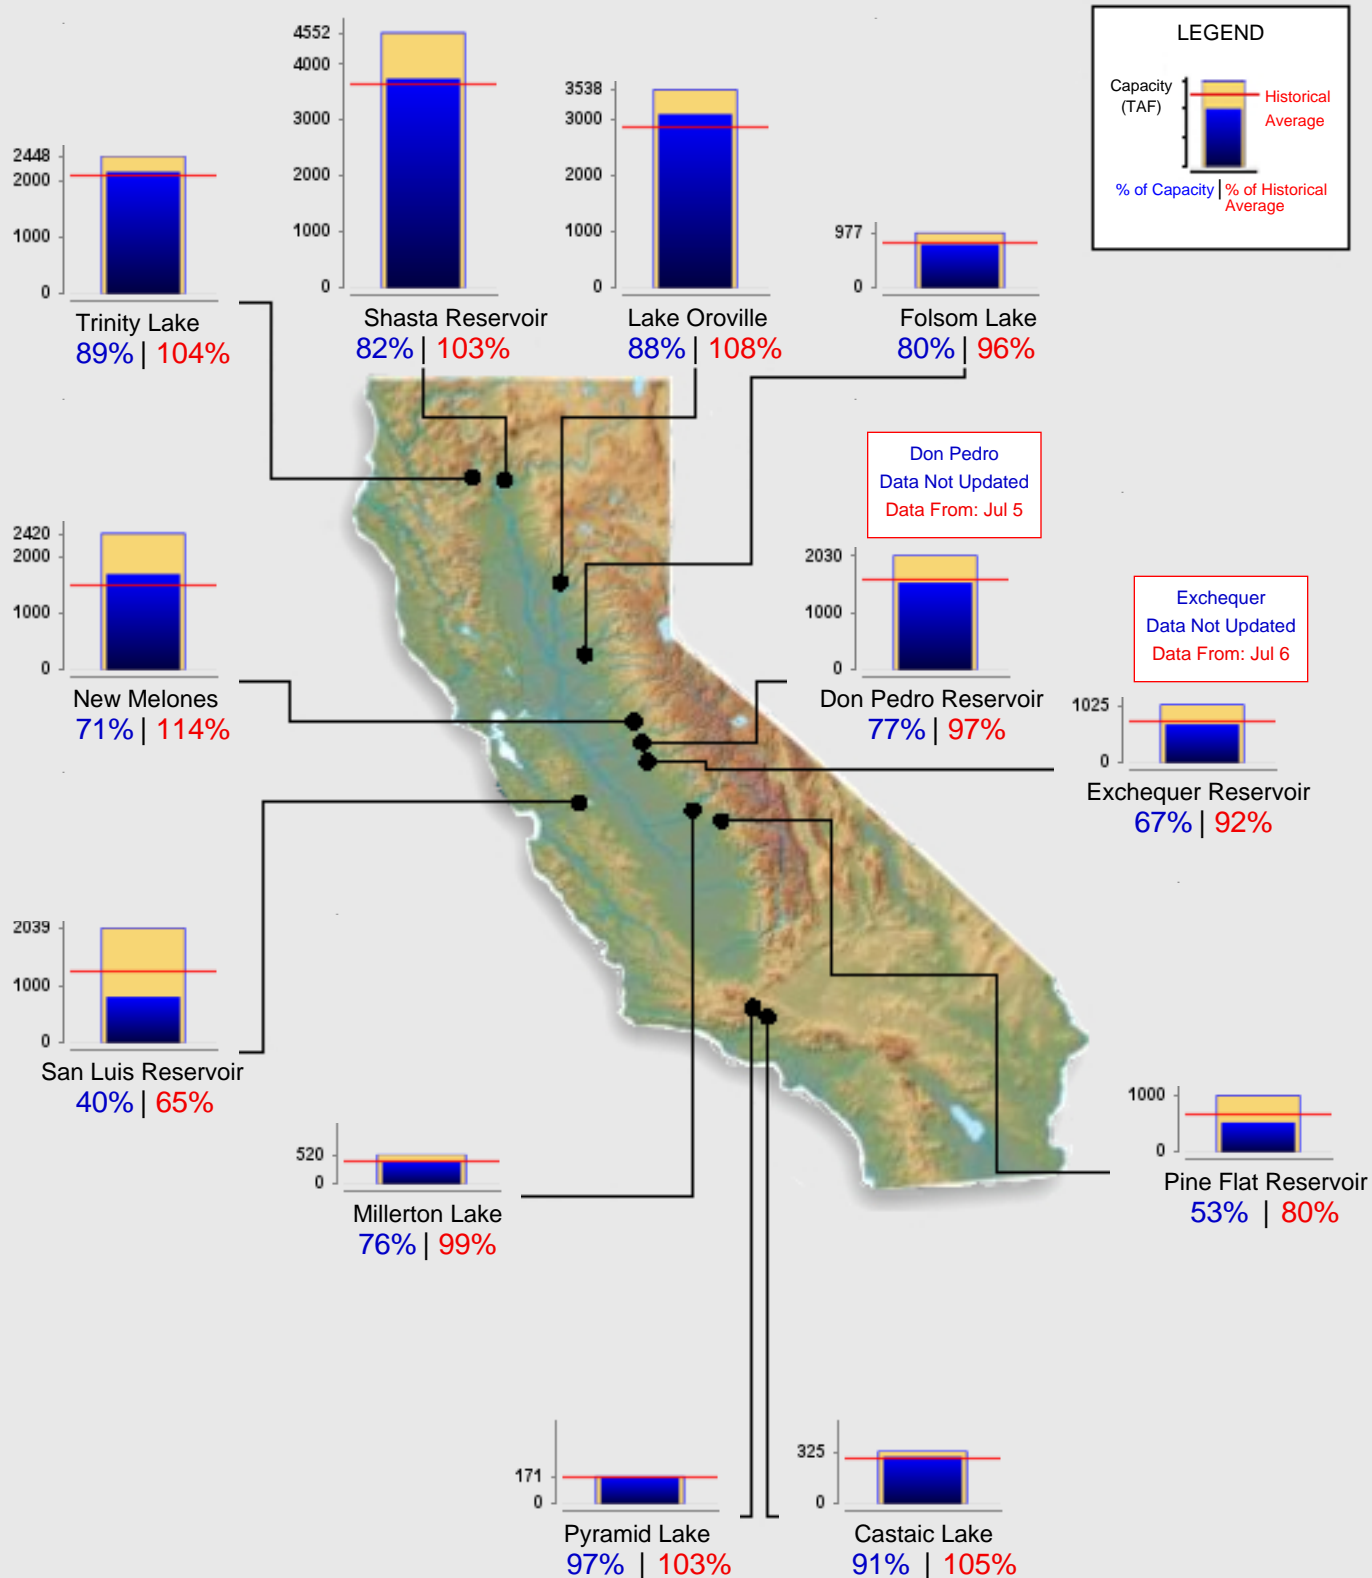 LEGEND
Capacity
(TAF)
Historical
Average
% of Capacity | % of Historical
Average
4552
4000
3000
2000
1000
0
Shasta Reservoir
82% | 103%
3538
3000
2000
1000
0
Lake Oroville
88% | 108%
2448
2000
1000
0
Trinity Lake
89% | 104%
977
0
Folsom Lake
80% | 96%
Don Pedro
Data Not Updated
Data From: Jul 5
2420
2000
1000
0
New Melones
71% | 114%
2030
1000
0
Don Pedro Reservoir
77% | 97%
Exchequer
Data Not Updated
Data From: Jul 6
1025
0
Exchequer Reservoir
67% | 92%
2039
1000
0
San Luis Reservoir
40% | 65%
520
0
Millerton Lake
76% | 99%
1000
0
Pine Flat Reservoir
53% | 80%
171
0
Pyramid Lake
97% | 103%
325
0
Castaic Lake
91% | 105%